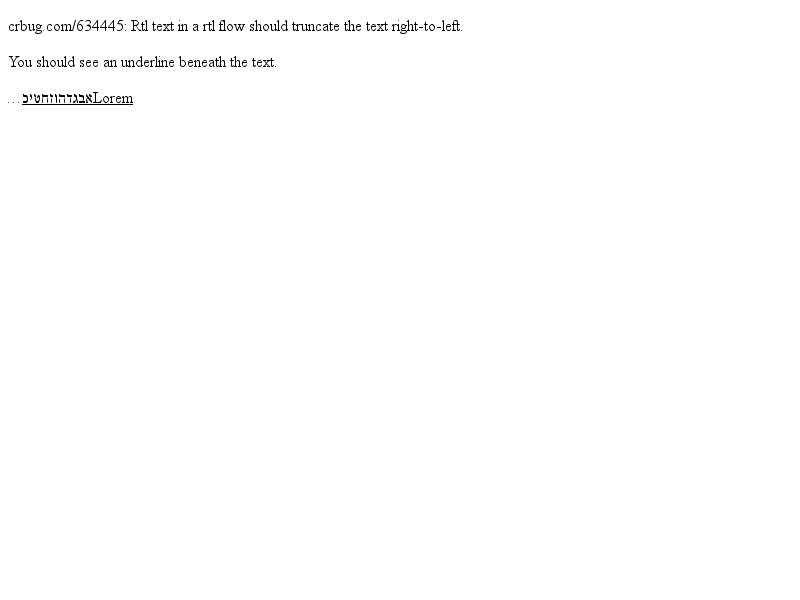 crbug.com/634445: Rtl text in a rtl flow should truncate the text right-to-left.
You should see an underline beneath the text.
Loremאבגדהוזחטיכ…